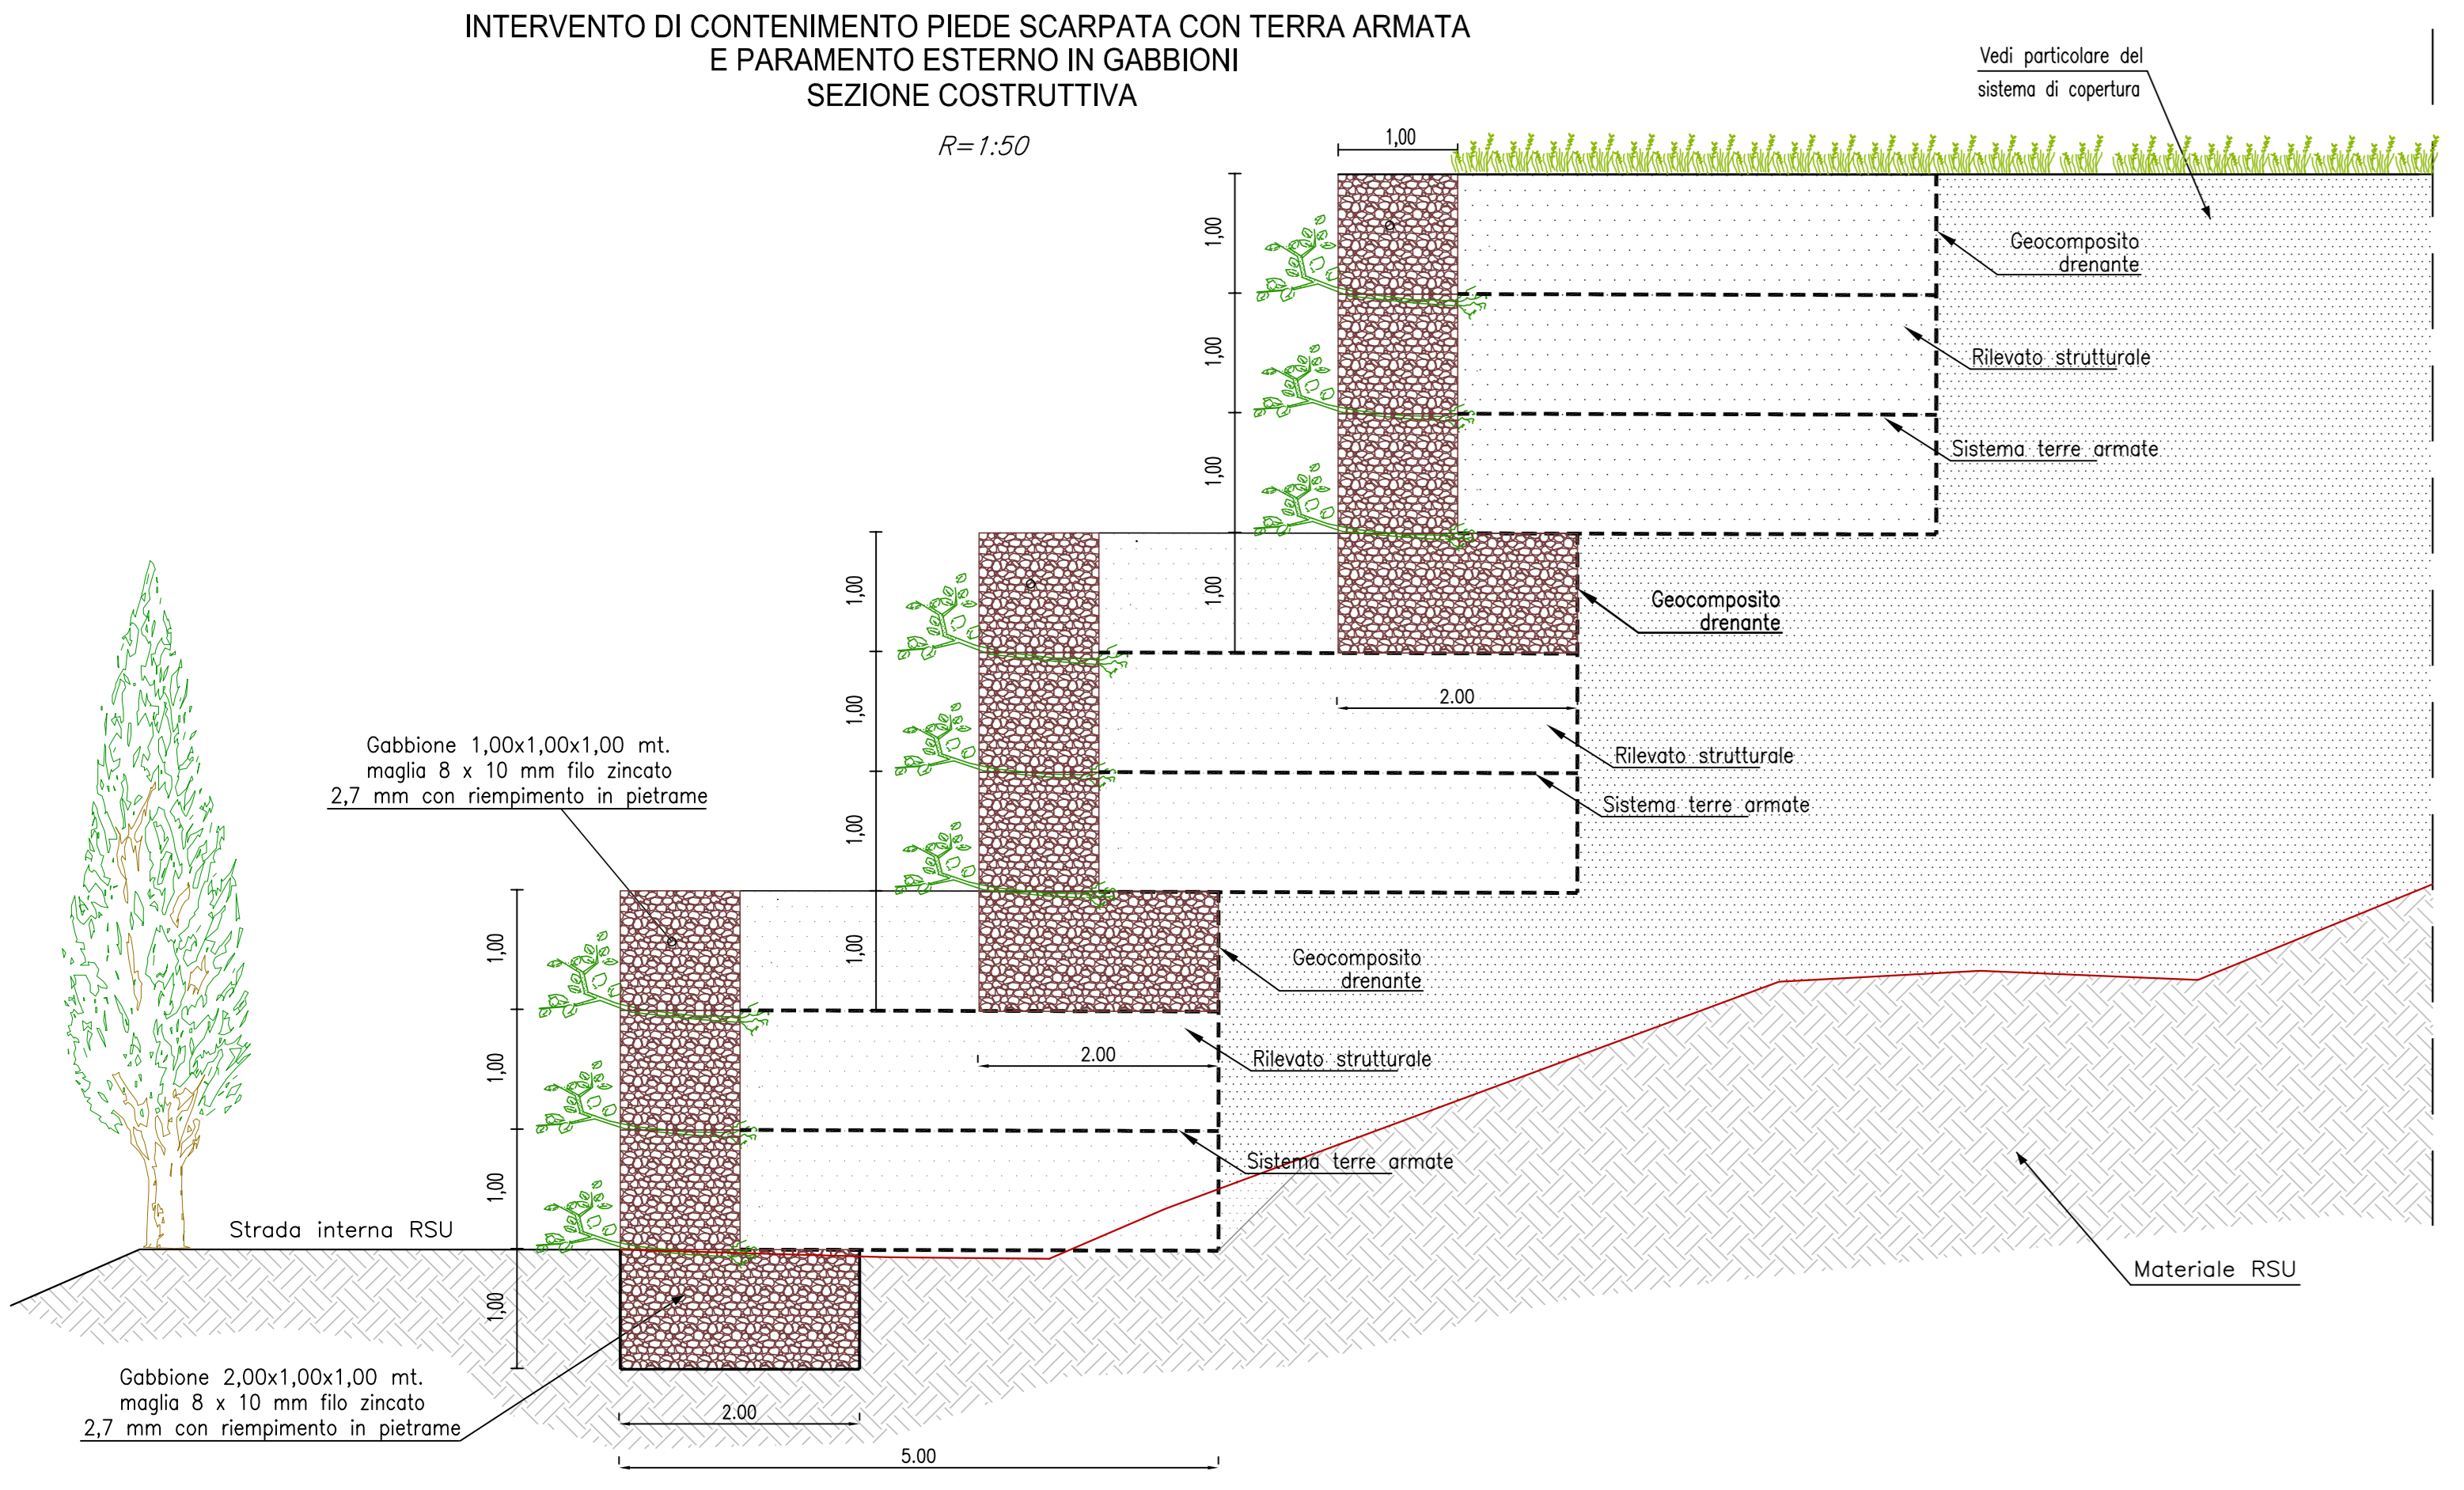 INTERVENTO DI CONTENIMENTO PIEDE SCARPATA CON TERRA ARMATA
E PARAMENTO ESTERNO IN GABBIONI
SEZIONE COSTRUTTIVA
R=1:50
Vedi particolare del
sistema di copertura
1,00
1,00
Geocomposito
drenante
1,00
Rilevato strutturale
Sistema terre armate
1,00
1,00
1,00
Geocomposito
drenante
2.00
1,00
Rilevato strutturale
Sistema terre armate
1,00
Gabbione 1,00x1,00x1,00 mt.
maglia 8 x 10 mm filo zincato
2,7 mm con riempimento in pietrame
1,00
1,00
Geocomposito
drenante
2.00
Rilevato strutturale
1,00
Sistema terre armate
1,00
Strada interna RSU
Materiale RSU
1,00
Gabbione 2,00x1,00x1,00 mt.
maglia 8 x 10 mm filo zincato
2,7 mm con riempimento in pietrame
2.00
5.00